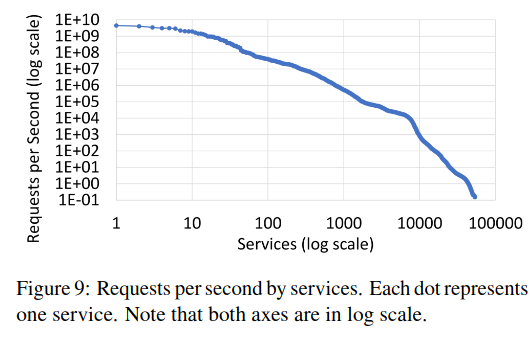 Requests per Second (log scale)
1E+10
1E+09
1E+08
1E+07
1E+06
1E+05
1E+04
1E+03
1E+02
1E+01
1E+00
1E-01
1 10 100 1000 10000 100000
Services (log scale)
Figure 9: Requests per second by services. Each dot represents
one service. Note that both axes are in log scale.